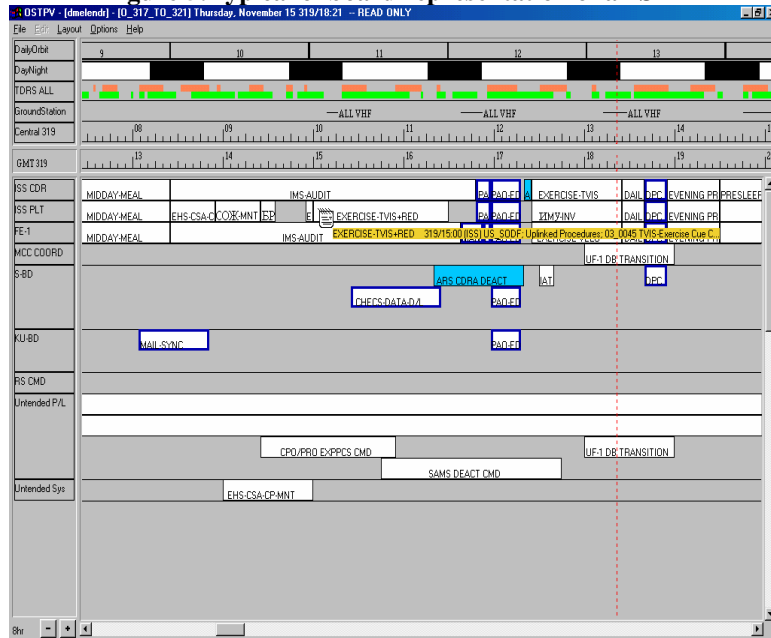 OSTPV - [dmelendr] - [O_317_TO_321] Thursday, November 15 319/18:21 -- READ ONLY
File Edit Layout Options Help
DailyOrbit 9 10 11 12 13
DayNight
TDRS ALL
GroundStation ALL VHF ALL VHF ALL VHF
Central 319 08 09 10 11 12 13 14
GMT 319 13 14 15 16 17 18 19
ISS CDR MIDDAY-MEAL IMS-AUDIT PA PAO-ED A EXERCISE-TVIS DAIL DPC EVENING PR PRESLEEP
ISS PLT MIDDAY-MEAL EHS-CSA-C СОЖ-MNT БР E EXERCISE-TVIS+RED PA PAO-ED ИМУ-INV DAIL DPC EVENING PR
FE-1 MIDDAY-MEAL IMS-AUDIT EXERCISE-TVIS+RED 319/15:00 (ISS) US_SODF: Uplinked Procedures: 03_0045 TVIS-Exercise Cue C...
MCC COORD UF-1 DB TRANSITION
S-BD ARS CDRA DEACT IAT DPC
CHECS-DATA-D/L PAO-ED
KU-BD MAIL-SYNC PAO-ED
RS CMD
Untended P/L
CPO/PRO EXPPCS CMD UF-1 DB TRANSITION
SAMS DEACT CMD
Untended Sys EHS-CSA-CP-MNT
8hr - +